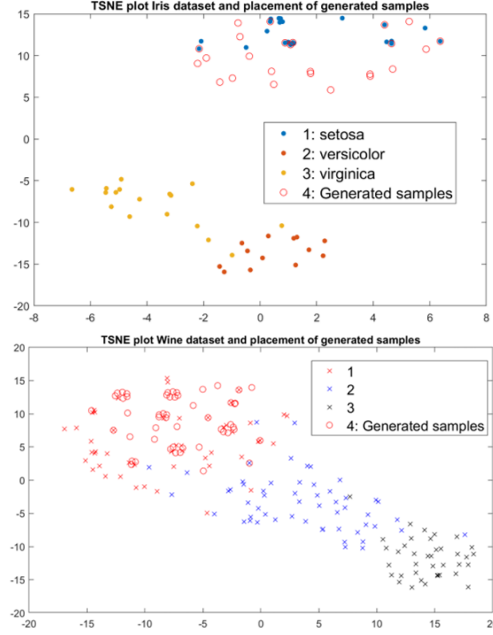 TSNE plot Iris dataset and placement of generated samples
15
10
5
0
-5
-10
-15
-20
-8 -6 -4 -2 0 2 4 6 8
1: setosa
2: versicolor
3: virginica
4: Generated samples
TSNE plot Wine dataset and placement of generated samples
20
15
10
5
0
-5
-10
-15
-20
-20 -15 -10 -5 0 5 10 15 2
1
2
3
4: Generated samples